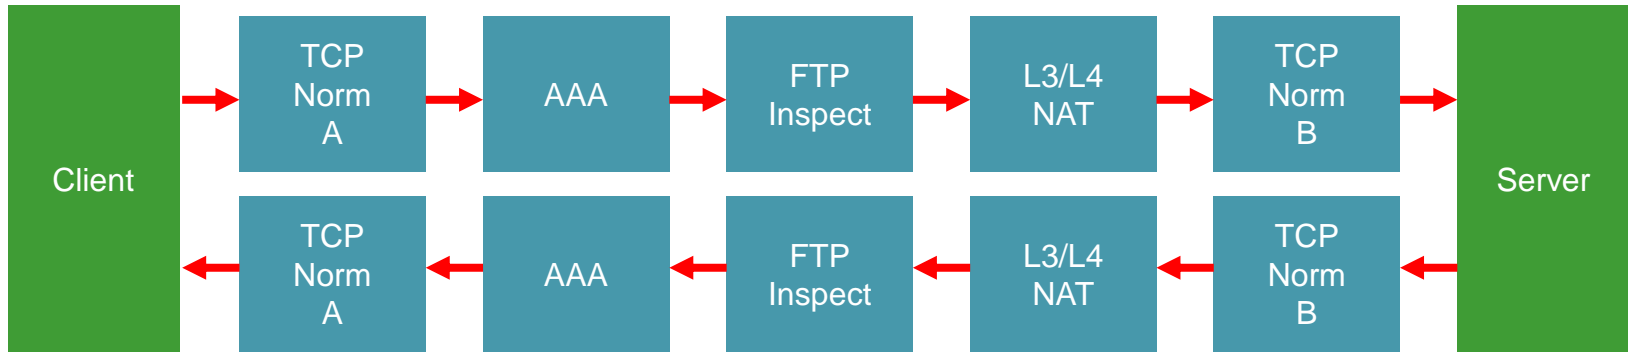 Client
TCP
Norm
A
AAA
FTP
Inspect
L3/L4
NAT
TCP
Norm
B
Server
TCP
Norm
A
AAA
FTP
Inspect
L3/L4
NAT
TCP
Norm
B